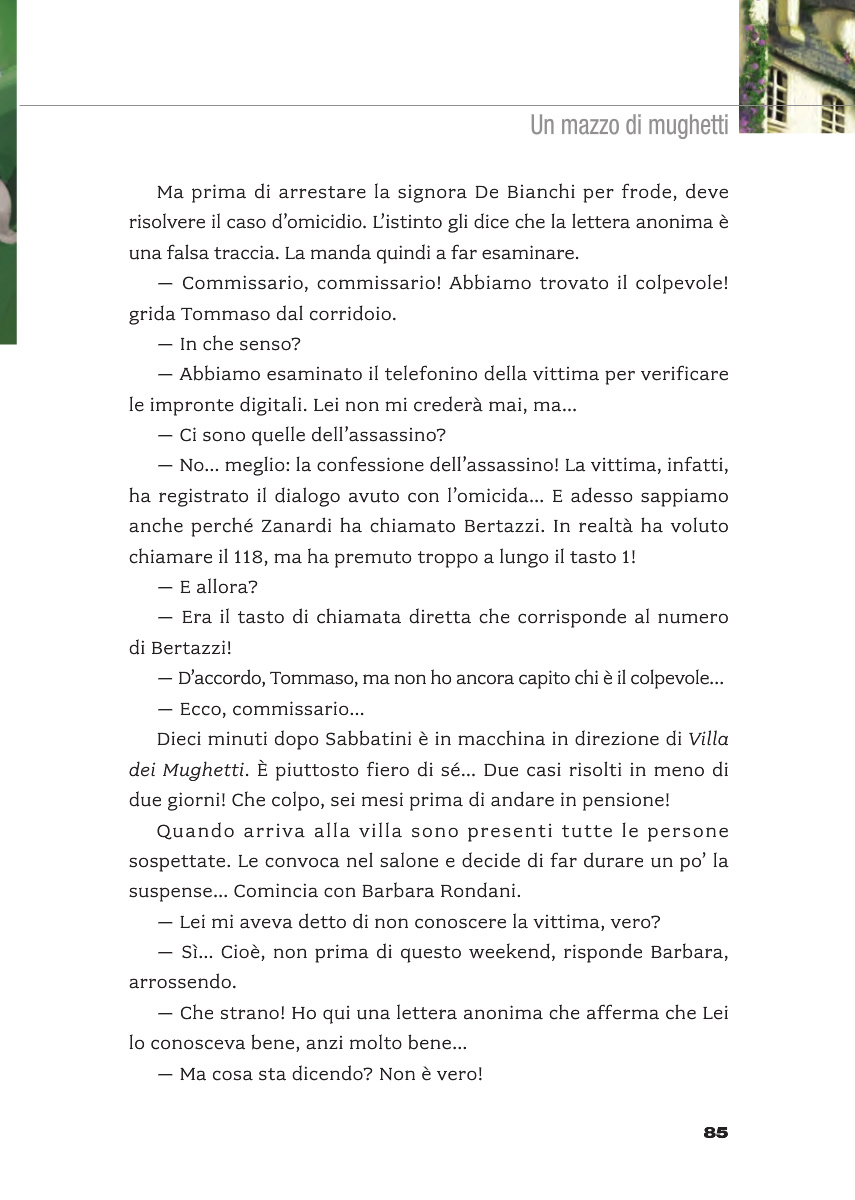 Un mazzo di mughetti
Ma prima di arrestare la signora De Bianchi per frode, deve
risolvere il caso d’omicidio. L’istinto gli dice che la lettera anonima è
una falsa traccia. La manda quindi a far esaminare.
— Commissario, commissario! Abbiamo trovato il colpevole!
grida Tommaso dal corridoio.
— In che senso?
— Abbiamo esaminato il telefonino della vittima per verificare
le impronte digitali. Lei non mi crederà mai, ma...
— Ci sono quelle dell’assassino?
— No... meglio: la confessione dell’assassino! La vittima, infatti,
ha registrato il dialogo avuto con l’omicida... E adesso sappiamo
anche perché Zanardi ha chiamato Bertazzi. In realtà ha voluto
chiamare il 118, ma ha premuto troppo a lungo il tasto 1!
— E allora?
— Era il tasto di chiamata diretta che corrisponde al numero
di Bertazzi!
— D’accordo, Tommaso, ma non ho ancora capito chi è il colpevole...
— Ecco, commissario...
Dieci minuti dopo Sabbatini è in macchina in direzione di Villa
dei Mughetti. È piuttosto fiero di sé... Due casi risolti in meno di
due giorni! Che colpo, sei mesi prima di andare in pensione!
Quando arriva alla villa sono presenti tutte le persone
sospettate. Le convoca nel salone e decide di far durare un po’ la
suspense... Comincia con Barbara Rondani.
— Lei mi aveva detto di non conoscere la vittima, vero?
— Sì... Cioè, non prima di questo weekend, risponde Barbara,
arrossendo.
— Che strano! Ho qui una lettera anonima che afferma che Lei
lo conosceva bene, anzi molto bene...
— Ma cosa sta dicendo? Non è vero!
85